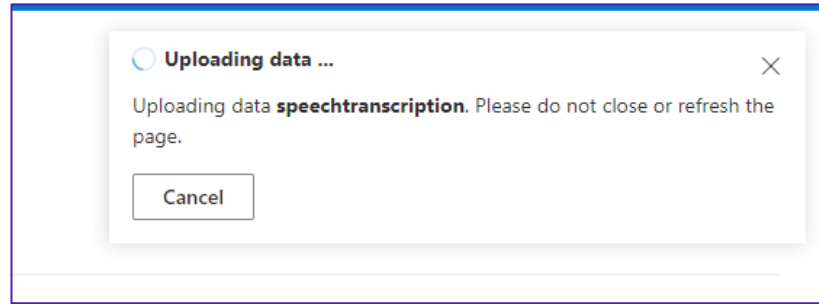 Uploading data ...
Uploading data speechtranscription. Please do not close or refresh the
page.
Cancel